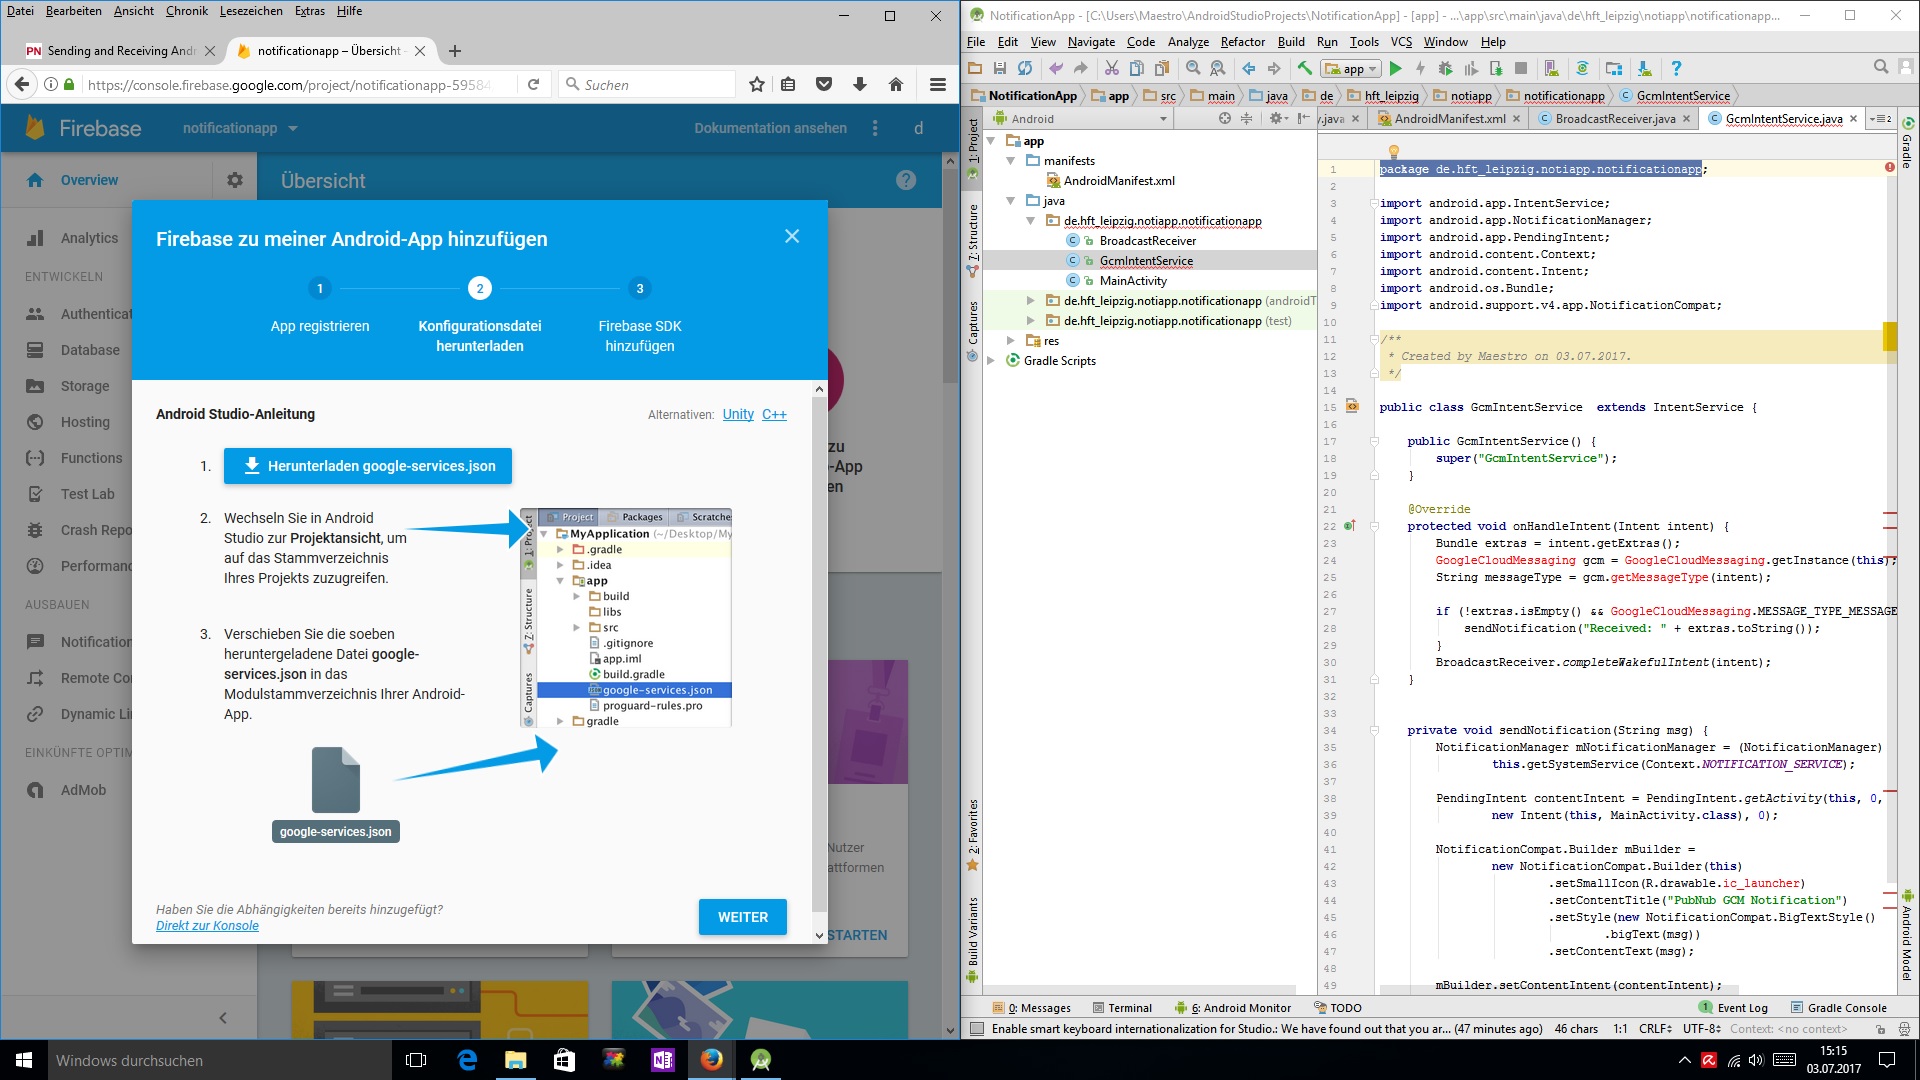 Datei Bearbeiten Ansicht Chronik Lesezeichen Extras Hilfe
PN Sending and Receiving Andr
notificationapp – Übersicht -
https://console.firebase.google.com/project/notificationapp-59584
Suchen
Firebase
notificationapp
Dokumentation ansehen
d
Overview
Übersicht
Analytics
ENTWICKELN
Authenticat
Database
Storage
Hosting
Functions
Test Lab
Crash Repo
Performanc
AUSBAUEN
Notification
Remote Co
Dynamic Li
EINKÜNFTE OPTIM
AdMob
Firebase zu meiner Android-App hinzufügen
1
2
3
App registrieren
Konfigurationsdatei
herunterladen
Firebase SDK
hinzufügen
Android Studio-Anleitung
Alternativen: Unity C++
1. Herunterladen google-services.json
2. Wechseln Sie in Android
Studio zur Projektansicht, um
auf das Stammverzeichnis
Ihres Projekts zuzugreifen.
3. Verschieben Sie die soeben
heruntergeladene Datei google-
services.json in das
Modulstammverzeichnis Ihrer Android-
App.
google-services.json
Project Packages Scratche
MyApplication (~/Desktop/My
.gradle
.idea
app
build
libs
src
.gitignore
app.iml
build.gradle
google-services.json
proguard-rules.pro
gradle
1: Project
Z: Structure
Captures
Haben Sie die Abhängigkeiten bereits hinzugefügt?
Direkt zur Konsole
WEITER
zu
-App
en
Nutzer
attformen
STARTEN
NotificationApp - [C:\Users\Maestro\AndroidStudioProjects\NotificationApp] - [app] - ...\app\src\main\java\de\hft_leipzig\notiapp\notificationapp...
File Edit View Navigate Code Analyze Refactor Build Run Tools VCS Window Help
app
NotificationApp app src main java de hft_leipzig notiapp notificationapp GcmIntentService
Android
y.java AndroidManifest.xml BroadcastReceiver.java GcmIntentService.java
2
1: Project
7: Structure
Captures
2: Favorites
Build Variants
Gradle
Android Model
app
manifests
AndroidManifest.xml
java
de.hft_leipzig.notiapp.notificationapp
BroadcastReceiver
GcmIntentService
MainActivity
de.hft_leipzig.notiapp.notificationapp (androidT
de.hft_leipzig.notiapp.notificationapp (test)
res
Gradle Scripts
1 package de.hft_leipzig.notiapp.notificationapp;
2
3 import android.app.IntentService;
4 import android.app.NotificationManager;
5 import android.app.PendingIntent;
6 import android.content.Context;
7 import android.content.Intent;
8 import android.os.Bundle;
9 import android.support.v4.app.NotificationCompat;
10
11 /**
12 * Created by Maestro on 03.07.2017.
13 */
14
15 public class GcmIntentService extends IntentService {
16
17 public GcmIntentService() {
18 super("GcmIntentService");
19 }
20
21 @Override
22 protected void onHandleIntent(Intent intent) {
23 Bundle extras = intent.getExtras();
24 GoogleCloudMessaging gcm = GoogleCloudMessaging.getInstance(this);
25 String messageType = gcm.getMessageType(intent);
26
27 if (!extras.isEmpty() && GoogleCloudMessaging.MESSAGE_TYPE_MESSAGE
28 sendNotification("Received: " + extras.toString());
29 }
30 BroadcastReceiver.completeWakefulIntent(intent);
31 }
32
33
34 private void sendNotification(String msg) {
35 NotificationManager mNotificationManager = (NotificationManager)
36 this.getSystemService(Context.NOTIFICATION_SERVICE);
37
38 PendingIntent contentIntent = PendingIntent.getActivity(this, 0,
39 new Intent(this, MainActivity.class), 0);
40
41 NotificationCompat.Builder mBuilder =
42 new NotificationCompat.Builder(this)
43 .setSmallIcon(R.drawable.ic_launcher)
44 .setContentTitle("PubNub GCM Notification")
45 .setStyle(new NotificationCompat.BigTextStyle()
46 .bigText(msg))
47 .setContentText(msg);
48
49 mBuilder.setContentIntent(contentIntent);
0: Messages Terminal 6: Android Monitor TODO
1 Event Log Gradle Console
Enable smart keyboard internationalization for Studio.: We have found out that you ar... (47 minutes ago) 46 chars 1:1 CRLF÷ UTF-8÷ Context: <no context>
Windows durchsuchen
15:15
03.07.2017